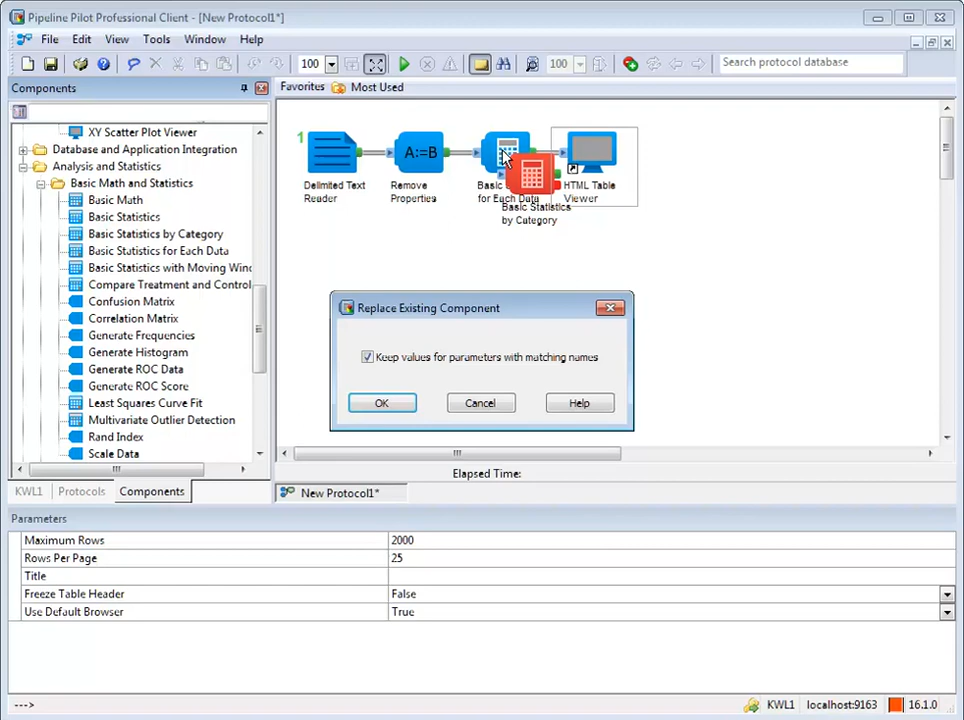 Pipeline Pilot Professional Client - [New Protocol1*]
File Edit View Tools Window Help
100 100 Search protocol database
Components
Favorites Most Used
XY Scatter Plot Viewer
Database and Application Integration
Analysis and Statistics
Basic Math and Statistics
Basic Math
Basic Statistics
Basic Statistics by Category
Basic Statistics for Each Data
Basic Statistics with Moving Wind
Compare Treatment and Control
Confusion Matrix
Correlation Matrix
Generate Frequencies
Generate Histogram
Generate ROC Data
Generate ROC Score
Least Squares Curve Fit
Multivariate Outlier Detection
Rand Index
Scale Data
KWL1 Protocols Components
1
A:=B
Delimited Text
Reader
Remove
Properties
Basic
for Each Data
HTML Table
Viewer
Basic Statistics
by Category
Replace Existing Component
Keep values for parameters with matching names
OK Cancel Help
Elapsed Time:
New Protocol1*
Parameters
Maximum Rows 2000
Rows Per Page 25
Title
Freeze Table Header False
Use Default Browser True
---> KWL1 localhost:9163 16.1.0